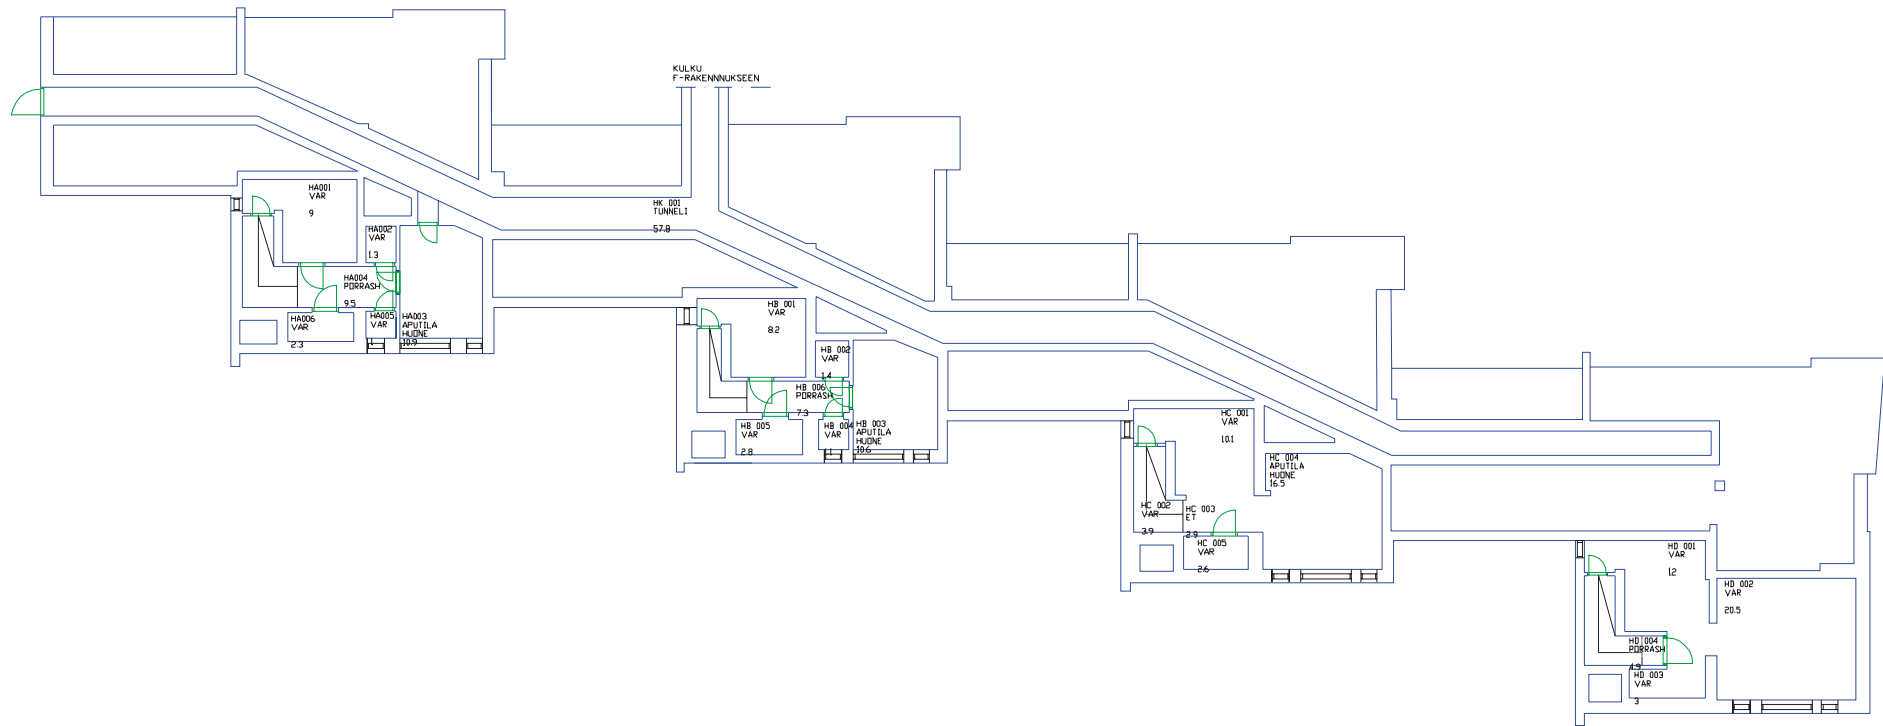 KULKU
F-RAKENNNUKSEEN
HK 001
TUNNELI
57.8
HA001
VAR
9
HA002
VAR
1.3
HA004
PORRASH
9.5
HA006
VAR
2.3
HA005
VAR
1
HA003
APUTILA
HUONE
10.9
HB 001
VAR
8.2
HB 002
VAR
1.4
HB 006
PORRASH
7.3
HB 005
VAR
2.8
HB 004
VAR
HB 003
APUTILA
HUONE
10.6
HC 001
VAR
10.1
HC 004
APUTILA
HUONE
16.5
HC 002
VAR
3.9
HC 003
ET
2.9
HC 005
VAR
2.6
HD 001
VAR
12
HD 002
VAR
20.5
HD 004
PORRASH
4.9
HD 003
VAR
3